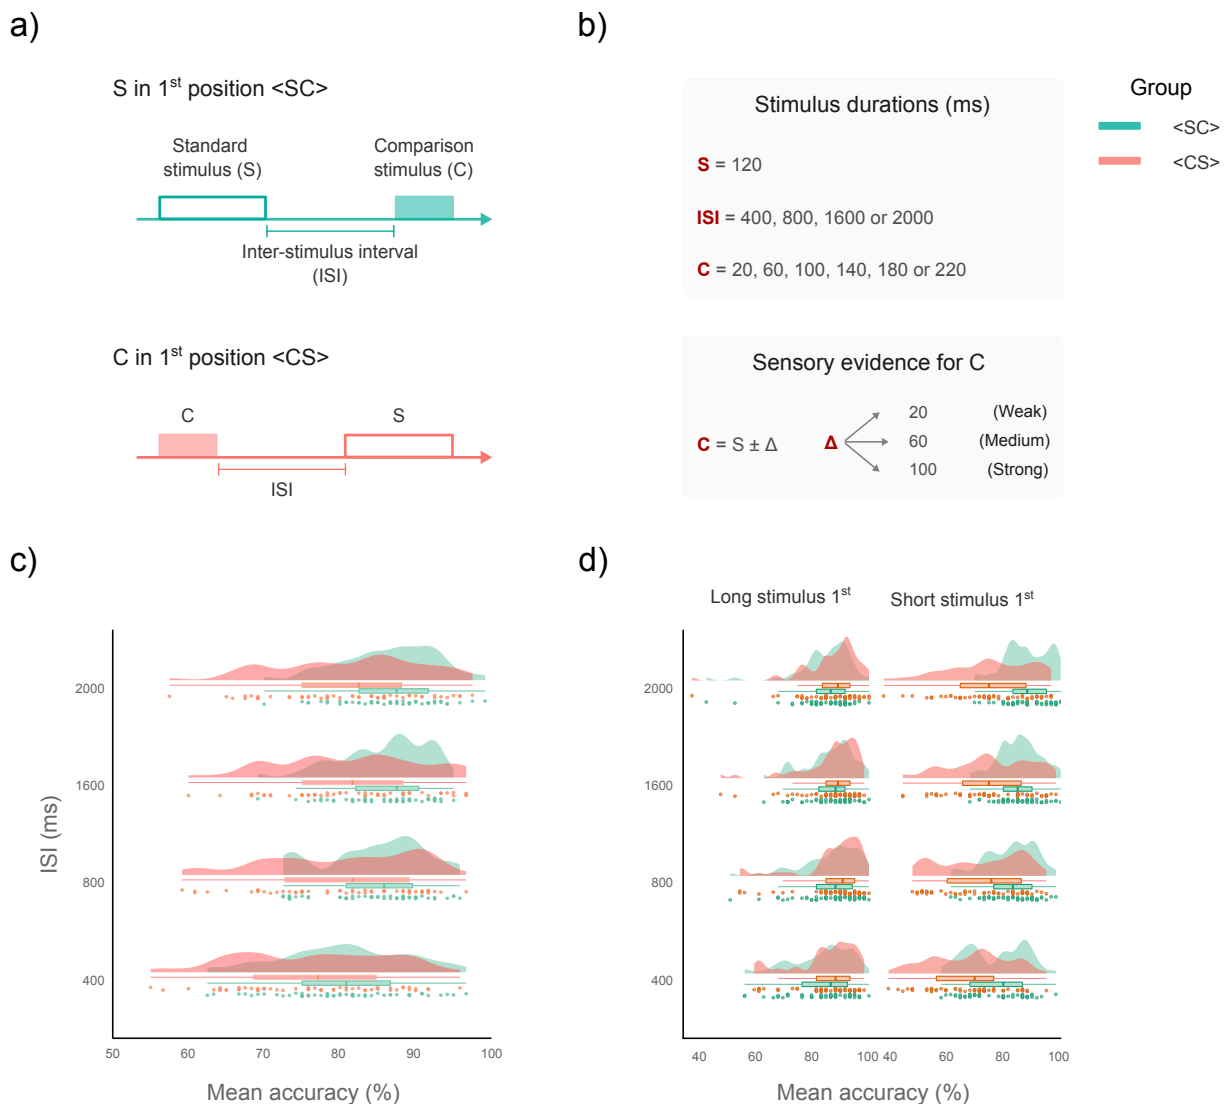 a)
S in 1st position <SC>
Standard
stimulus (S)
Comparison
stimulus (C)
Inter-stimulus interval
(ISI)
C in 1st position <CS>
C
S
ISI
b)
Stimulus durations (ms)
S = 120
ISI = 400, 800, 1600 or 2000
C = 20, 60, 100, 140, 180 or 220
Sensory evidence for C
C = S ± Δ
Δ
20 (Weak)
60 (Medium)
100 (Strong)
Group
<SC>
<CS>
c)
ISI (ms)
2000
1600
800
400
50 60 70 80 90 100
Mean accuracy (%)
d)
Long stimulus 1st
Short stimulus 1st
2000
1600
800
400
40 60 80 100 40 60 80 100
Mean accuracy (%)